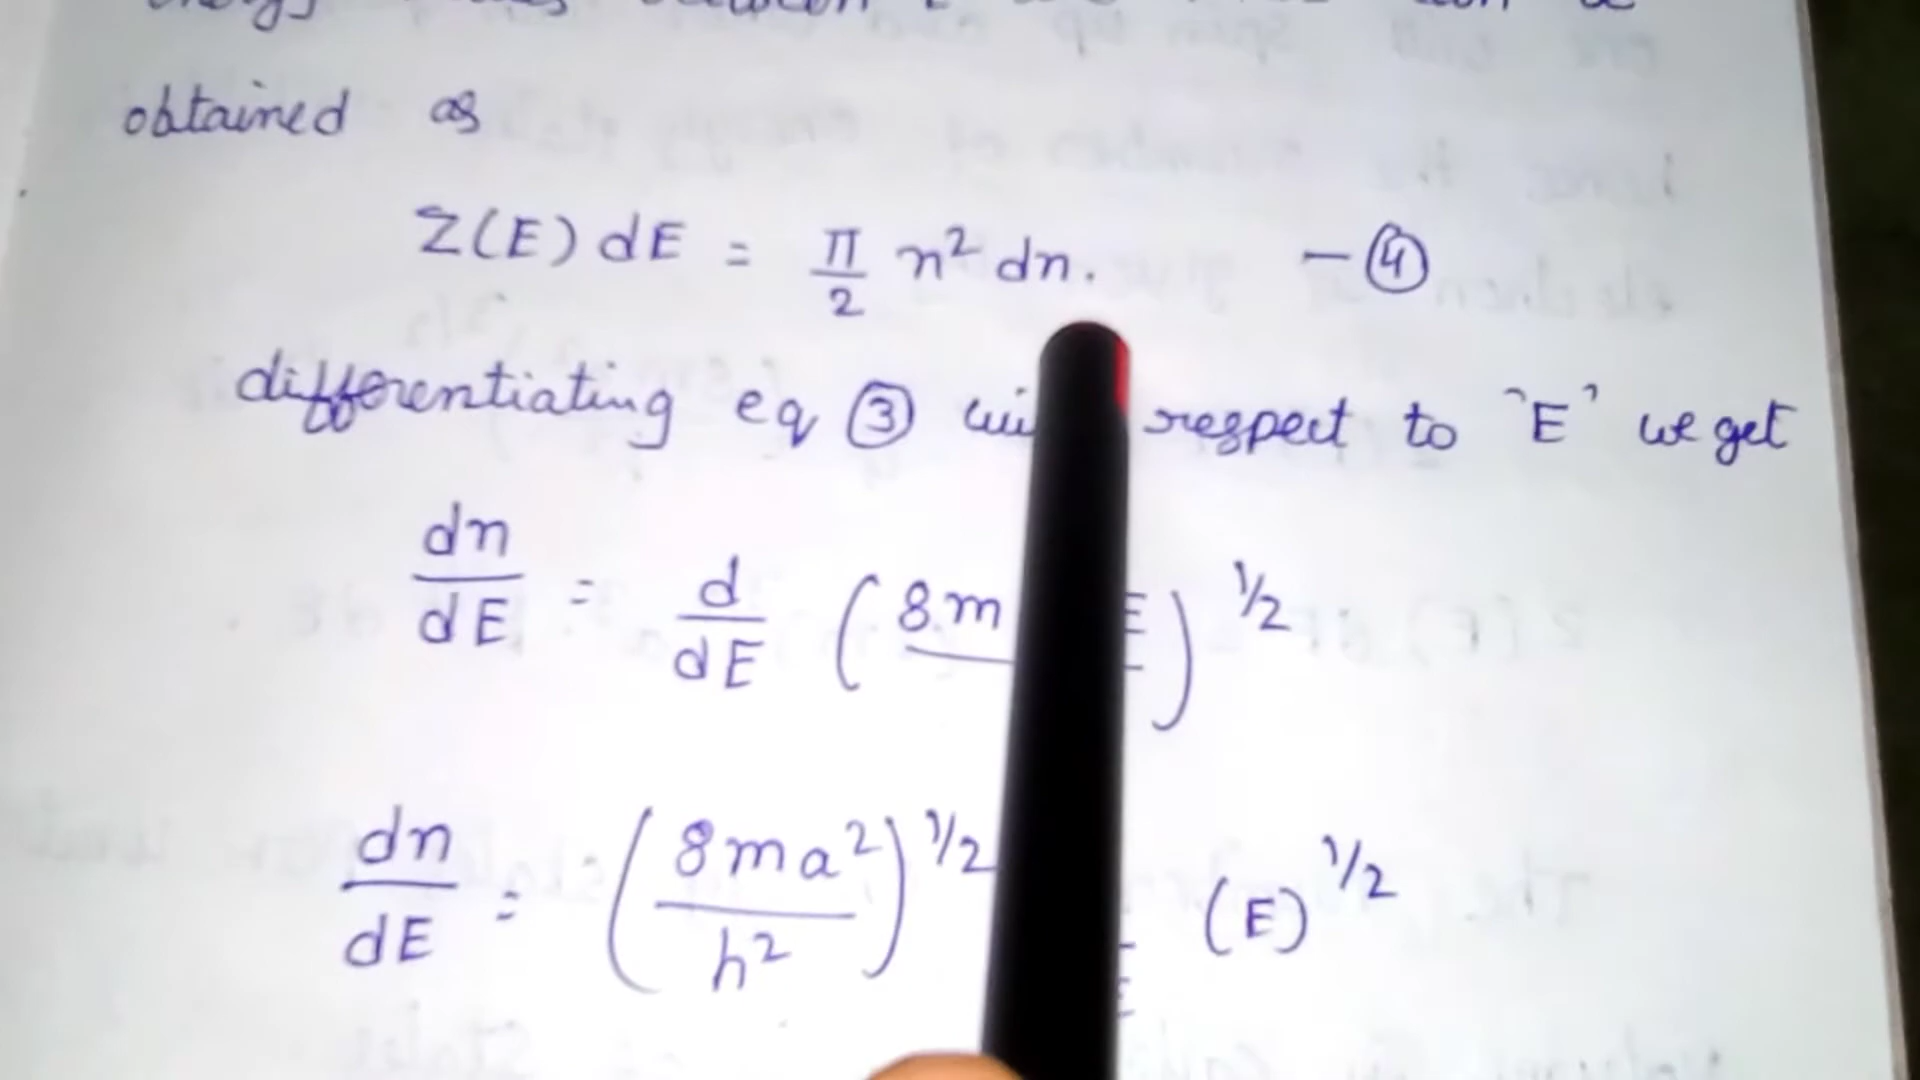 obtained as
Z(E) dE = π/2 n² dn. — ④
differentiating eq ③ respect to 'E' we get
dn/dE = d/dE (8m E)^1/2
dn/dE = (8ma²/h²)^1/2 (E)^1/2